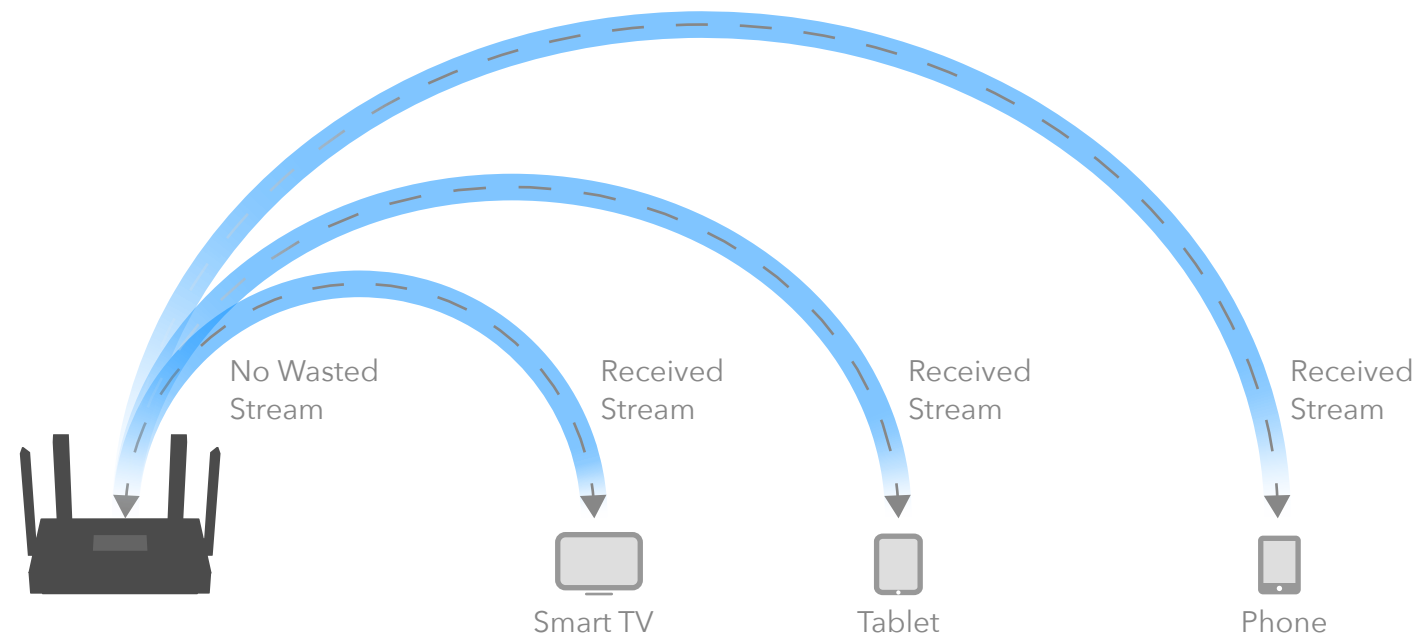 No Wasted
Stream
Received
Stream
Received
Stream
Received
Stream
Smart TV
Tablet
Phone